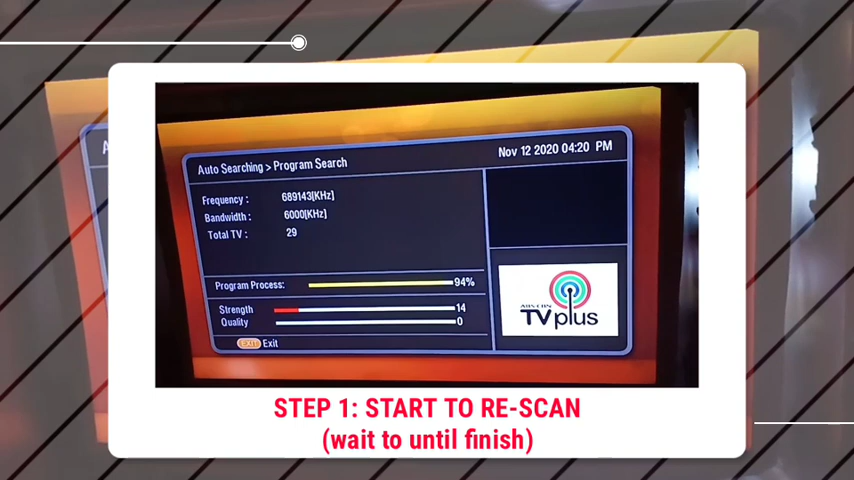 A
Auto Searching > Program Search
Nov 12 2020 04:20 PM
Frequency : 689143[KHz]
Bandwidth : 6000[KHz]
Total TV : 29
Program Process: 94%
Strength 14
Quality 0
EXIT Exit
ABS-CBN
TVplus
STEP 1: START TO RE-SCAN
(wait to until finish)